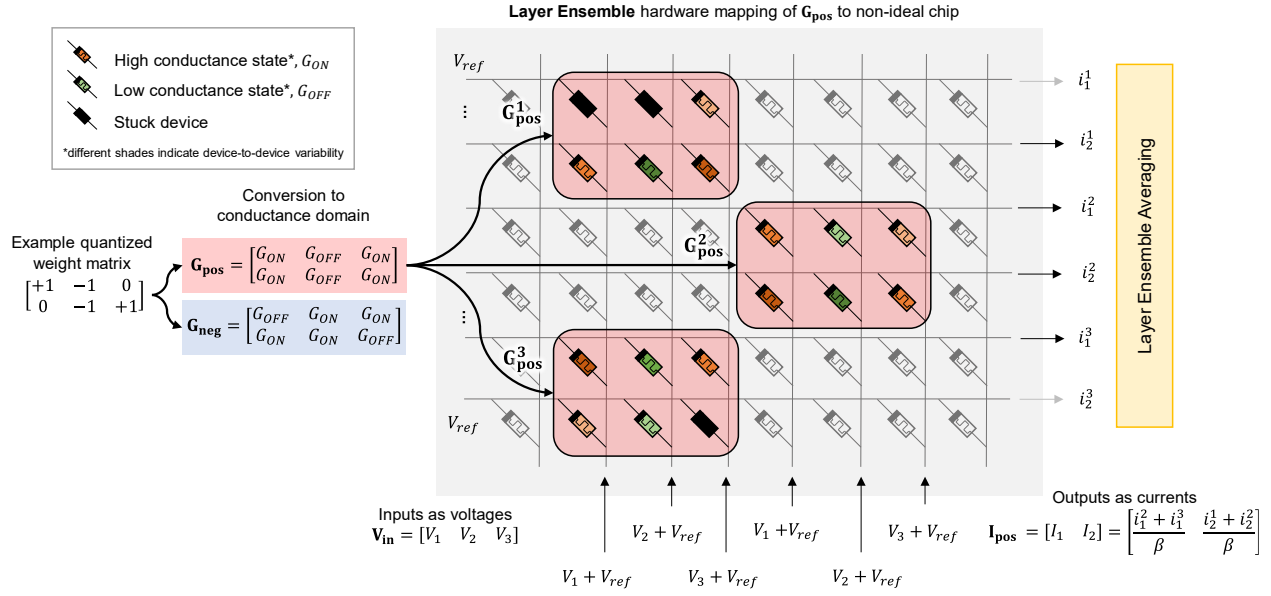 Layer Ensemble hardware mapping of G_pos to non-ideal chip
High conductance state*, G_ON
Low conductance state*, G_OFF
Stuck device
*different shades indicate device-to-device variability
Conversion to
conductance domain
Example quantized
weight matrix
[+1 −1 0]
[0 −1 +1]
G_pos = [G_ON G_OFF G_ON]
[G_ON G_OFF G_ON]
G_neg = [G_OFF G_ON G_ON]
[G_ON G_ON G_OFF]
V_ref
...
G_pos^1
G_pos^2
...
G_pos^3
V_ref
i_1^1
i_2^1
i_1^2
i_2^2
i_1^3
i_2^3
Layer Ensemble Averaging
Inputs as voltages
V_in = [V_1 V_2 V_3]
V_2 + V_ref
V_1 + V_ref
V_3 + V_ref
V_1 + V_ref
V_3 + V_ref
V_2 + V_ref
Outputs as currents
I_pos = [I_1 I_2] = [(i_1^2 + i_1^3)/β (i_2^1 + i_2^2)/β]